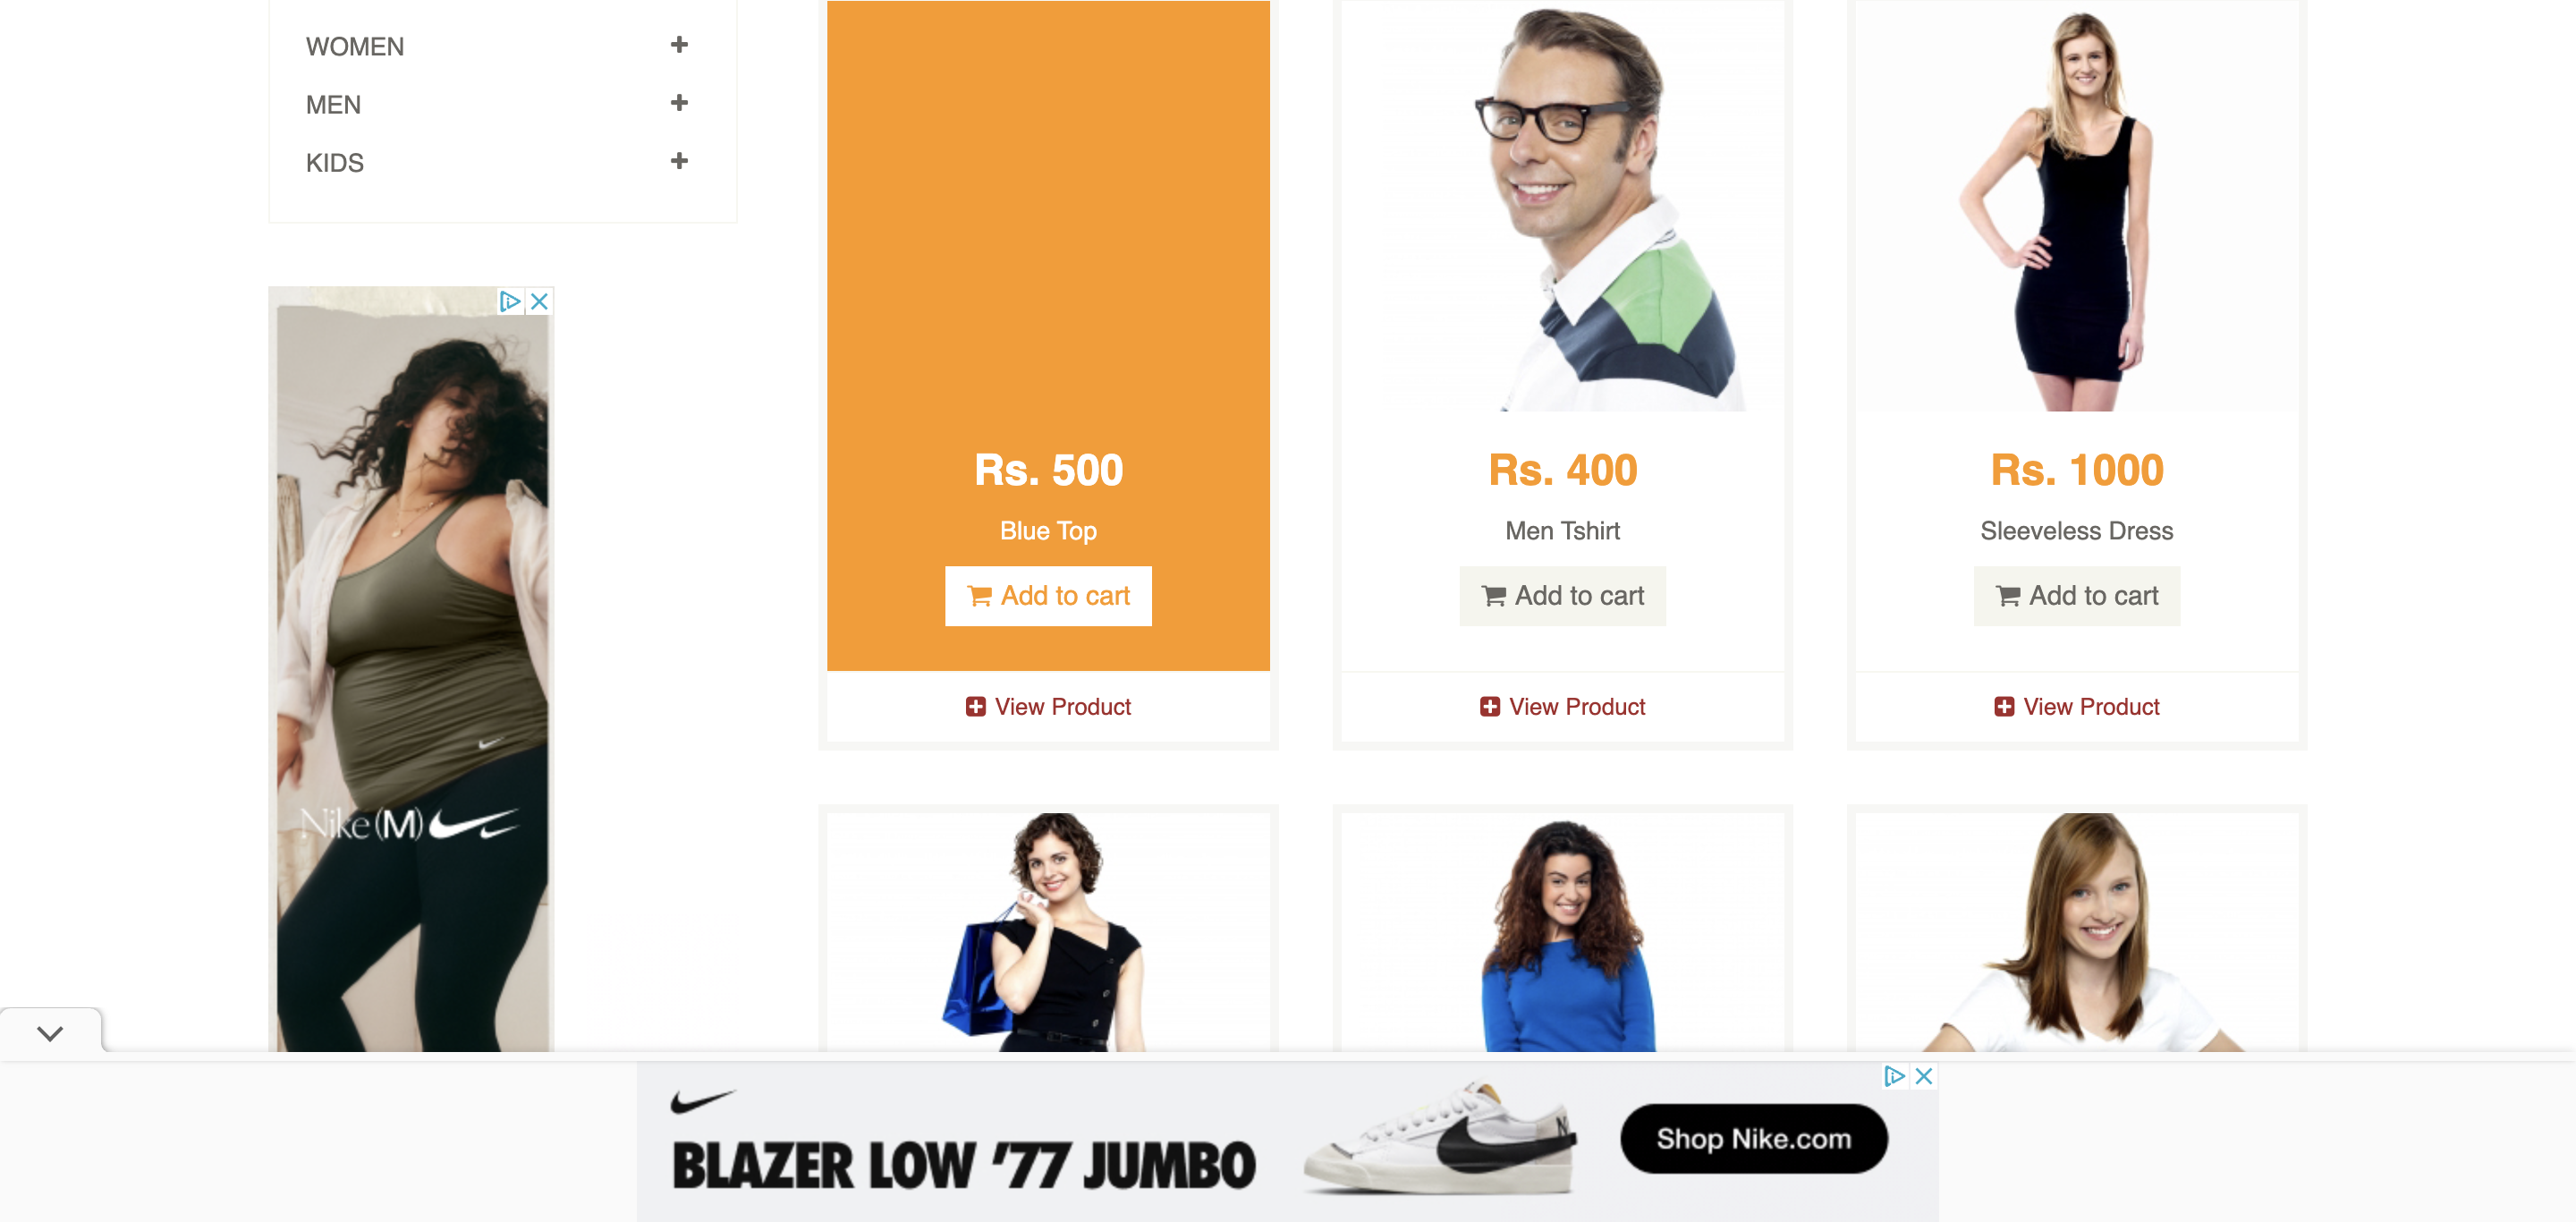 WOMEN
MEN
KIDS
Nike (M)
Rs. 500
Blue Top
Add to cart
View Product
Rs. 400
Men Tshirt
Add to cart
View Product
Rs. 1000
Sleeveless Dress
Add to cart
View Product
BLAZER LOW '77 JUMBO
N
Shop Nike.com